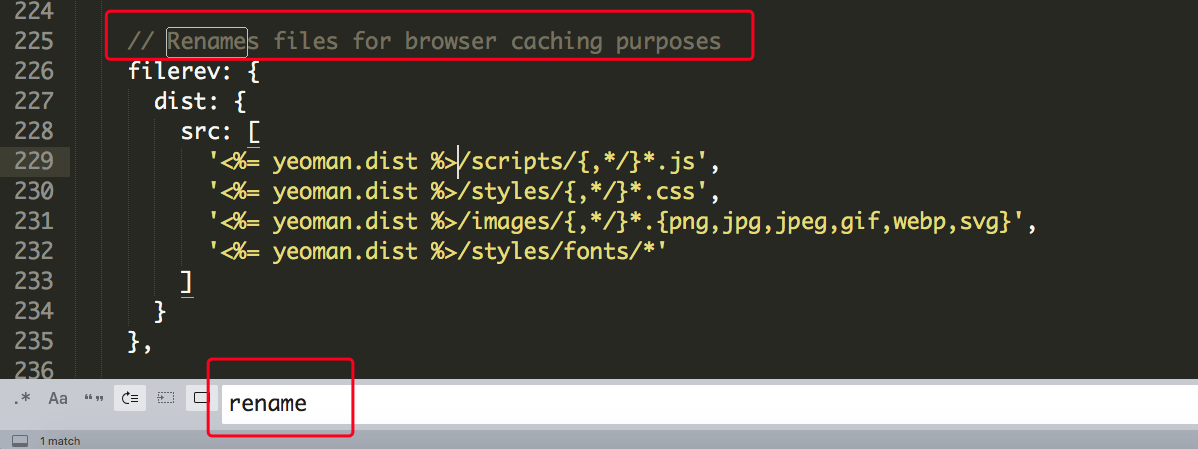 224
225 // Renames files for browser caching purposes
226 filerev: {
227 dist: {
228 src: [
229 '<%= yeoman.dist %>/scripts/{,*/}*.js',
230 '<%= yeoman.dist %>/styles/{,*/}*.css',
231 '<%= yeoman.dist %>/images/{,*/}*.{png,jpg,jpeg,gif,webp,svg}',
232 '<%= yeoman.dist %>/styles/fonts/*'
233 ]
234 }
235 },
236
.* Aa “” rename
1 match